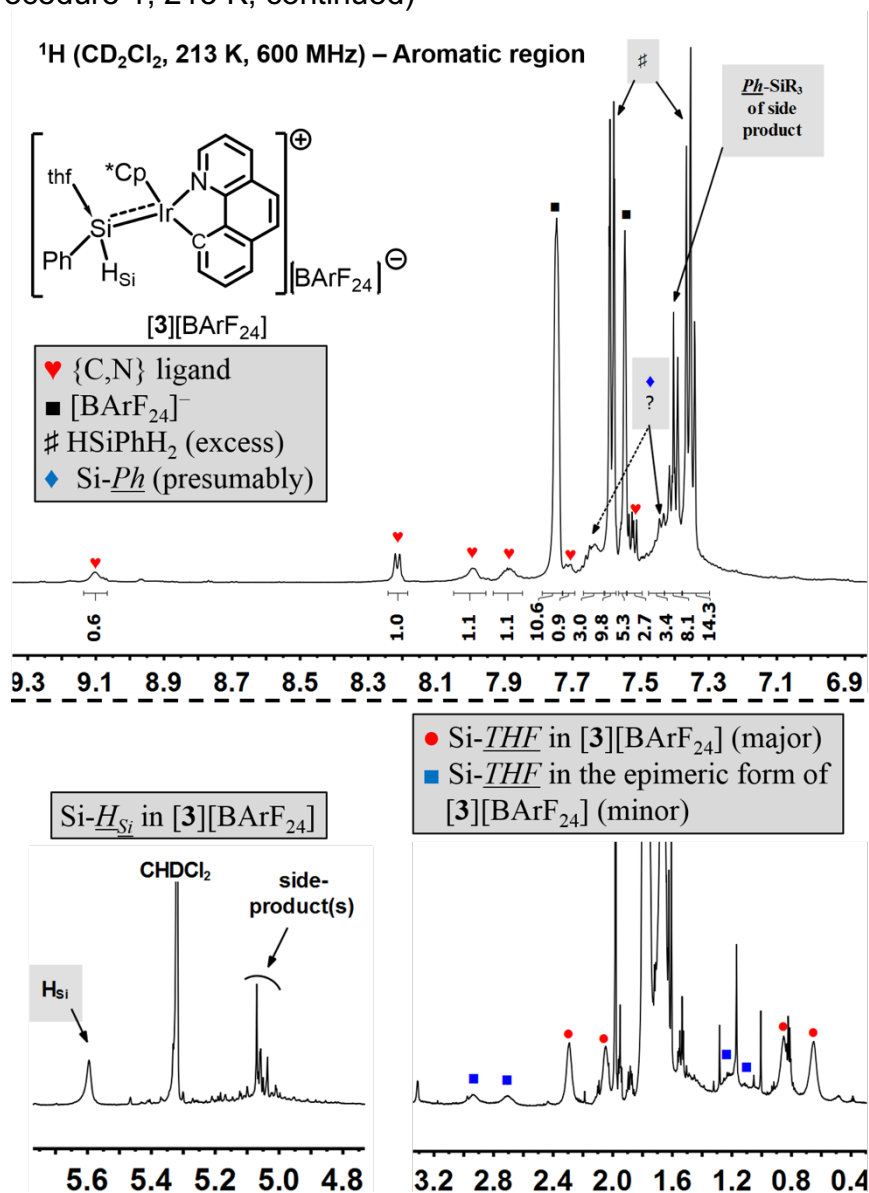 ocedure 1, 213 K, continued)
¹H (CD₂Cl₂, 213 K, 600 MHz) – Aromatic region
♯
Ph-SiR₃
of side
product
⊕
thf
*Cp
N
Si
Ir
C
Ph
H_Si
[BArF₂₄]
⊖
[3][BArF₂₄]
♥ {C,N} ligand
■ [BArF₂₄]⁻
♯ HSiPhH₂ (excess)
♦ Si-Ph (presumably)
♦
?
0.6
1.0
1.1
1.1
10.6
0.9
3.0
9.8
5.3
2.7
3.4
8.1
14.3
9.3 9.1 8.9 8.7 8.5 8.3 8.1 7.9 7.7 7.5 7.3 7.1 6.9
● Si-THF in [3][BArF₂₄] (major)
■ Si-THF in the epimeric form of
[3][BArF₂₄] (minor)
Si-H_Si in [3][BArF₂₄]
CHDCl₂
side-
product(s)
H_Si
5.6 5.4 5.2 5.0 4.8
3.2 2.8 2.4 2.0 1.6 1.2 0.8 0.4